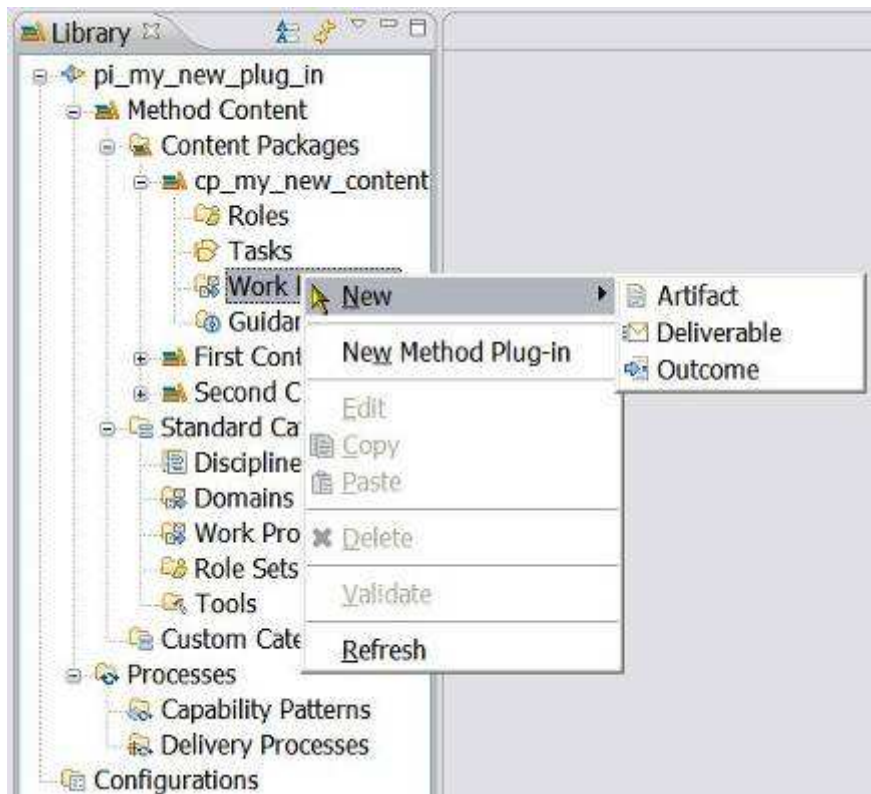 Library
pi_my_new_plug_in
Method Content
Content Packages
cp_my_new_content
Roles
Tasks
Work
New
Artifact
Deliverable
Outcome
Guidan
New Method Plug-in
First Cont
Second C
Edit
Copy
Paste
Standard Ca
Discipline
Domains
Work Pro
Delete
Role Sets
Tools
Validate
Custom Cate
Refresh
Processes
Capability Patterns
Delivery Processes
Configurations